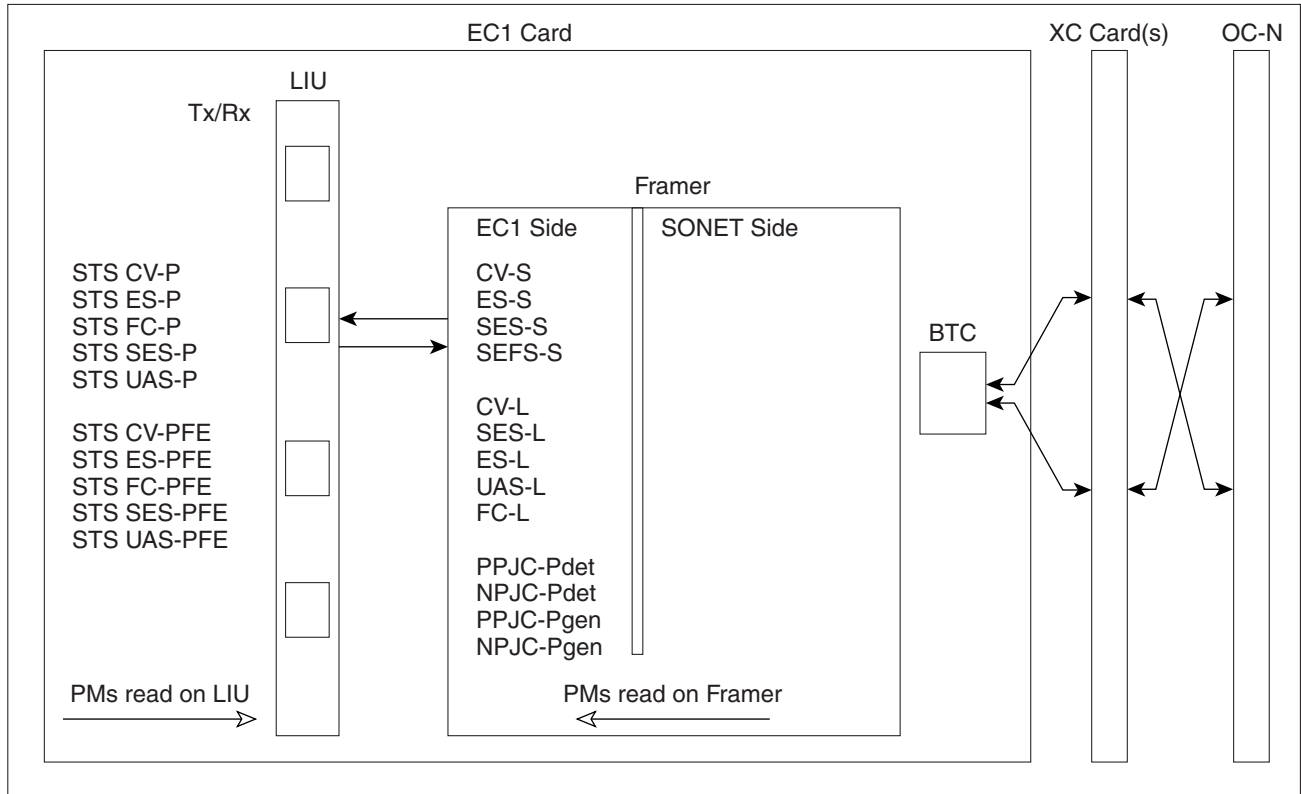 EC1 Card
XC Card(s)
OC-N
LIU
Tx/Rx
Framer
EC1 Side
SONET Side
STS CV-P
STS ES-P
STS FC-P
STS SES-P
STS UAS-P
STS CV-PFE
STS ES-PFE
STS FC-PFE
STS SES-PFE
STS UAS-PFE
CV-S
ES-S
SES-S
SEFS-S
CV-L
SES-L
ES-L
UAS-L
FC-L
PPJC-Pdet
NPJC-Pdet
PPJC-Pgen
NPJC-Pgen
BTC
PMs read on LIU
PMs read on Framer